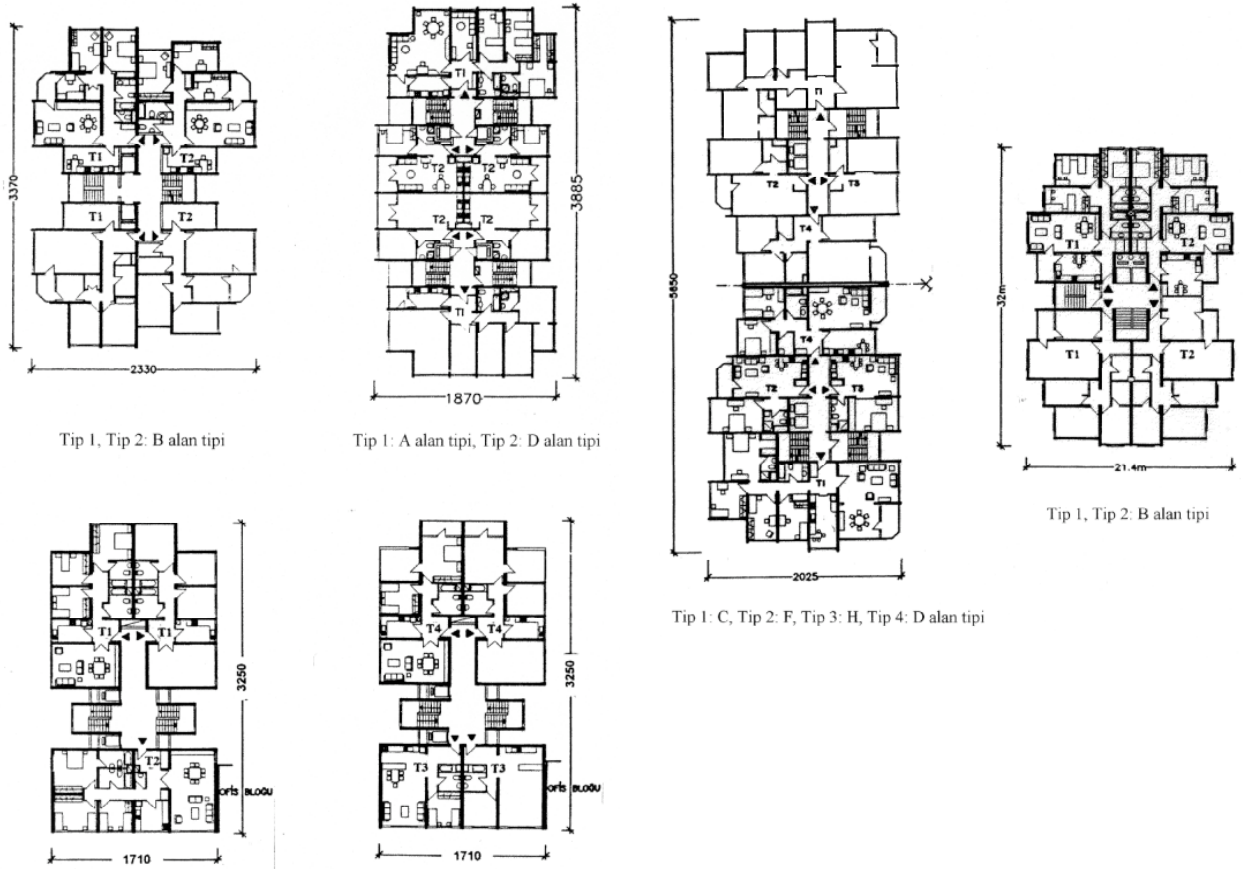 3370
T1
T2
T1
T2
2330
Tip 1, Tip 2: B alan tipi
T1
T2
T2
T2
T2
T1
3885
1870
Tip 1: A alan tipi, Tip 2: D alan tipi
5650
T1
T2
T3
T4
T4
T2
T3
T1
2025
Tip 1: C, Tip 2: F, Tip 3: H, Tip 4: D alan tipi
32m
T1
T2
T1
T2
21.4m
Tip 1, Tip 2: B alan tipi
T1
T1
T2
3250
OFİS BLOĞU
1710
T4
T4
T3
T3
3250
OFİS BLOĞU
1710